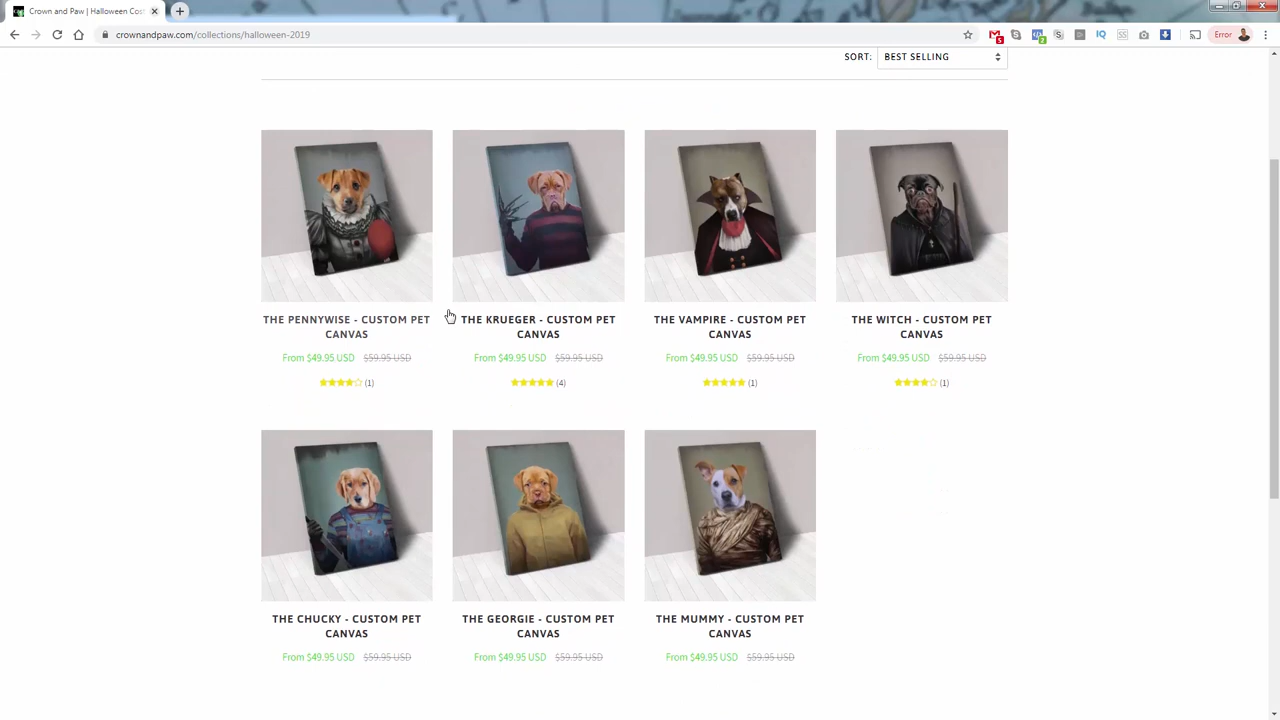 Crown and Paw | Halloween Cos
crownandpaw.com/collections/halloween-2019
5
2
IQ
SS
Error
SORT: BEST SELLING
THE PENNYWISE - CUSTOM PET
CANVAS
From $49.95 USD $59.95 USD
(1)
THE KRUEGER - CUSTOM PET
CANVAS
From $49.95 USD $59.95 USD
(4)
THE VAMPIRE - CUSTOM PET
CANVAS
From $49.95 USD $59.95 USD
(1)
THE WITCH - CUSTOM PET
CANVAS
From $49.95 USD $59.95 USD
(1)
THE CHUCKY - CUSTOM PET
CANVAS
From $49.95 USD $59.95 USD
THE GEORGIE - CUSTOM PET
CANVAS
From $49.95 USD $59.95 USD
THE MUMMY - CUSTOM PET
CANVAS
From $49.95 USD $59.95 USD